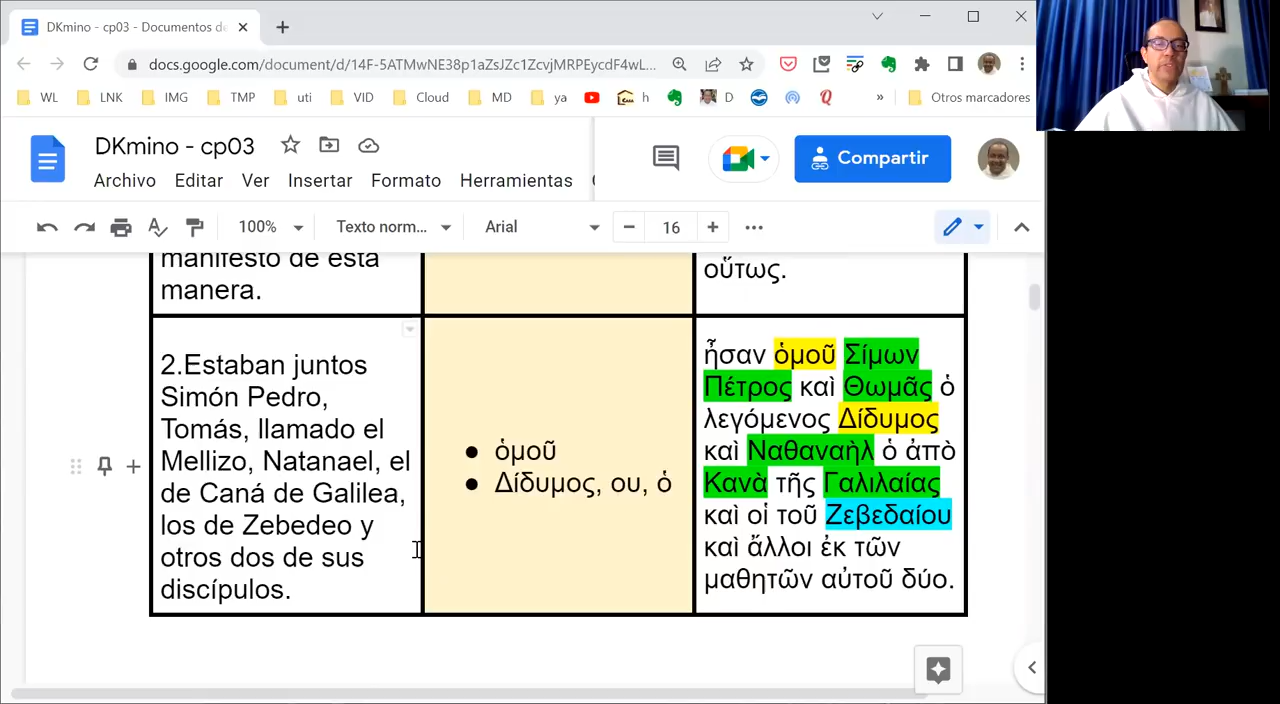 DKmino - cp03 - Documentos de
docs.google.com/document/d/14F-5ATMwNE38p1aZsJZc1ZcvjMRPEycdF4wL...
WL LNK IMG TMP uti VID Cloud MD ya h D » Otros marcadores
DKmino - cp03
Compartir
Archivo Editar Ver Insertar Formato Herramientas
100% Texto norm... Arial 16
manifestó de esta
manera.
οὕτως.
2.Estaban juntos
Simón Pedro,
Tomás, llamado el
Mellizo, Natanael, el
de Caná de Galilea,
los de Zebedeo y
otros dos de sus
discípulos.
● ὁμοῦ
● Δίδυμος, ου, ὁ
ἦσαν ὁμοῦ Σίμων
Πέτρος καὶ Θωμᾶς ὁ
λεγόμενος Δίδυμος
καὶ Ναθαναὴλ ὁ ἀπὸ
Κανὰ τῆς Γαλιλαίας
καὶ οἱ τοῦ Ζεβεδαίου
καὶ ἄλλοι ἐκ τῶν
μαθητῶν αὐτοῦ δύο.